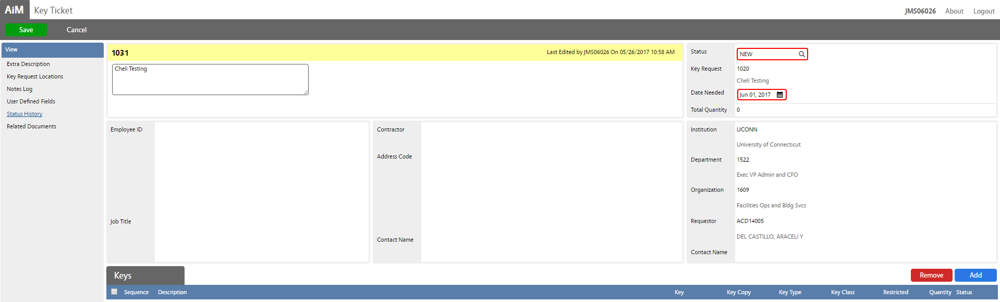 AiM Key Ticket JMS06026 About Logout
Save Cancel
View
Extra Description
Key Request Locations
Notes Log
User Defined Fields
Status History
Related Documents
1031 Last Edited by JMS06026 On 05/26/2017 10:58 AM
Cheli Testing
Status NEW
Key Request 1020
Cheli Testing
Date Needed Jun 01, 2017
Total Quantity 0
Employee ID
Job Title
Contractor
Address Code
Contact Name
Institution UCONN
University of Connecticut
Department 1522
Exec VP Admin and CFO
Organization 1609
Facilities Ops and Bldg Svcs
Requestor ACD14005
DEL CASTILLO, ARACELI Y
Contact Name
Keys Remove Add
Sequence Description Key Key Copy Key Type Key Class Restricted Quantity Status